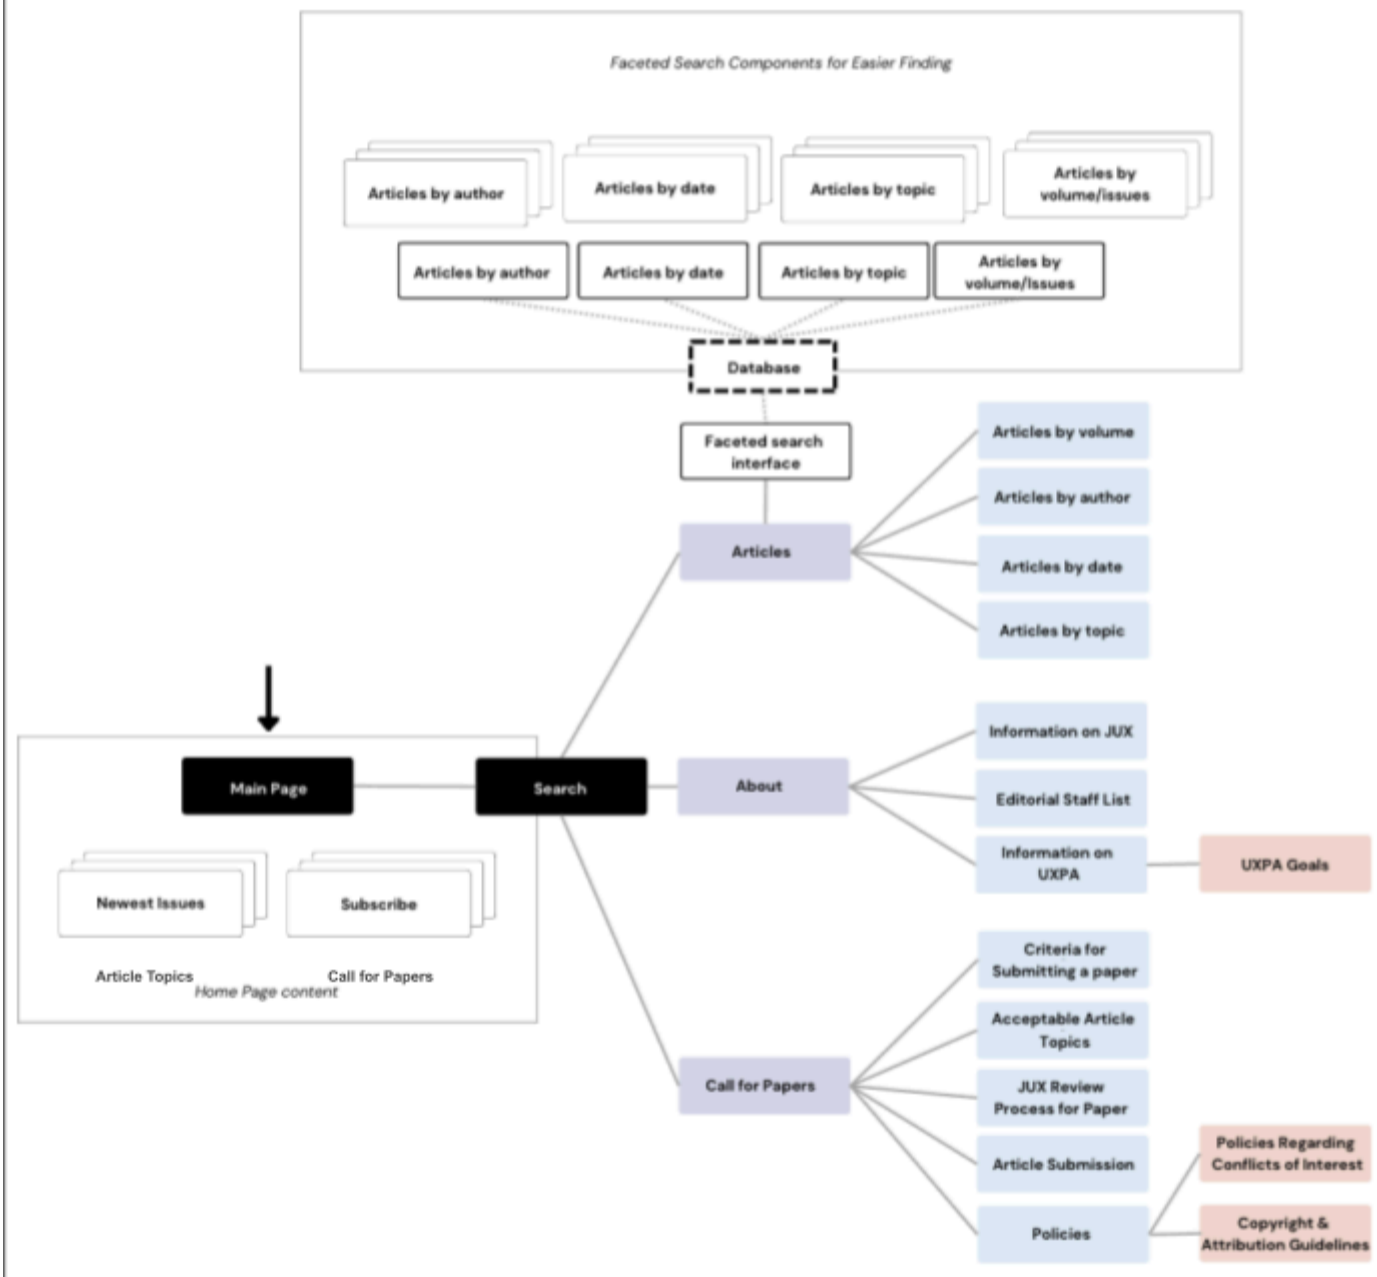 Faceted Search Components for Easier Finding
Articles by author
Articles by date
Articles by topic
Articles by
volume/issues
Articles by author
Articles by date
Articles by topic
Articles by
volume/Issues
Database
Faceted search
interface
Articles
Articles by volume
Articles by author
Articles by date
Articles by topic
Main Page
Search
Newest Issues
Subscribe
Article Topics
Call for Papers
Home Page content
About
Information on JUX
Editorial Staff List
Information on
UXPA
UXPA Goals
Call for Papers
Criteria for
Submitting a paper
Acceptable Article
Topics
JUX Review
Process for Paper
Article Submission
Policies
Policies Regarding
Conflicts of Interest
Copyright &
Attribution Guidelines